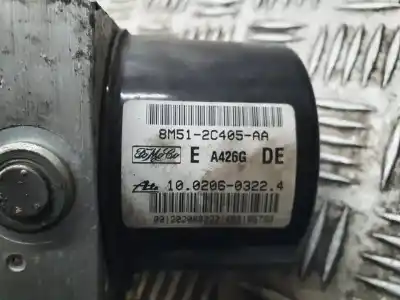 8M51-2C405-AA
FoMoCo E A426G DE
Ate 10.0206-0322.4